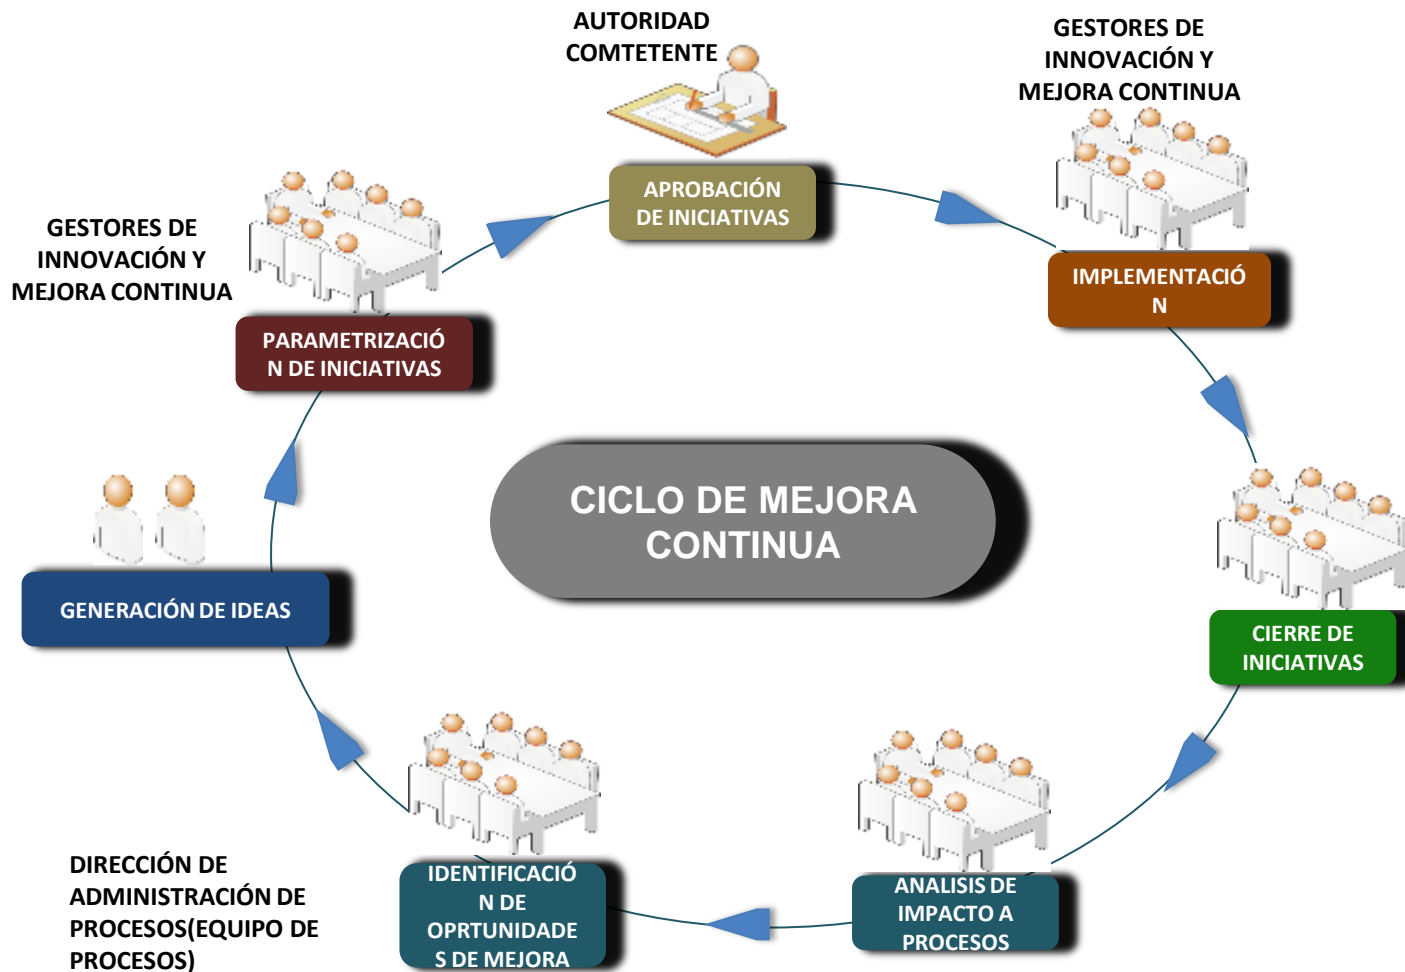 AUTORIDAD
COMTETENTE
GESTORES DE
INNOVACIÓN Y
MEJORA CONTINUA
APROBACIÓN
DE INICIATIVAS
GESTORES DE
INNOVACIÓN Y
MEJORA CONTINUA
IMPLEMENTACIÓ
N
PARAMETRIZACIÓ
N DE INICIATIVAS
CICLO DE MEJORA
CONTINUA
GENERACIÓN DE IDEAS
CIERRE DE
INICIATIVAS
IDENTIFICACIÓ
N DE
OPRTUNIDADE
S DE MEJORA
ANALISIS DE
IMPACTO A
PROCESOS
DIRECCIÓN DE
ADMINISTRACIÓN DE
PROCESOS(EQUIPO DE
PROCESOS)